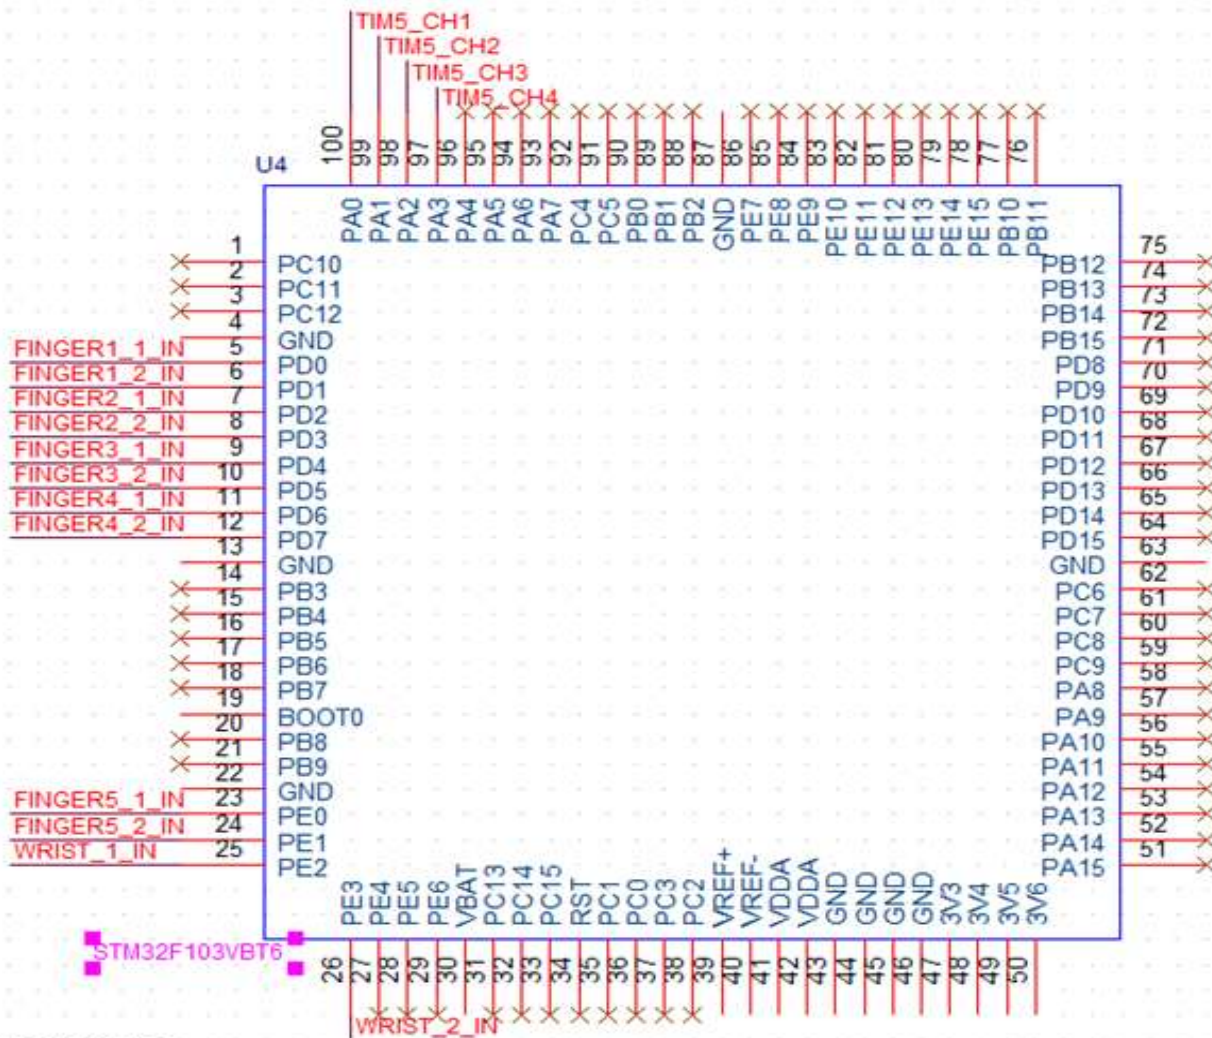 TIM5_CH1
TIM5_CH2
TIM5_CH3
TIM5_CH4
100 99 98 97 96 95 94 93 92 91 90 89 88 87 86 85 84 83 82 81 80 79 78 77 76
U4
PA0 PA1 PA2 PA3 PA4 PA5 PA6 PA7 PC4 PC5 PB0 PB1 PB2 GND PE7 PE8 PE9 PE10 PE11 PE12 PE13 PE14 PE15 PB10 PB11
1 PC10 PB12 75
2 PC11 PB13 74
3 PC12 PB14 73
4 GND PB15 72
FINGER1_1_IN 5 PD0 PD8 71
FINGER1_2_IN 6 PD1 PD9 70
FINGER2_1_IN 7 PD2 PD10 69
FINGER2_2_IN 8 PD3 PD11 68
FINGER3_1_IN 9 PD4 PD12 67
FINGER3_2_IN 10 PD5 PD13 66
FINGER4_1_IN 11 PD6 PD14 65
FINGER4_2_IN 12 PD7 PD15 64
13 GND GND 63
14 PB3 PC6 62
15 PB4 PC7 61
16 PB5 PC8 60
17 PB6 PC9 59
18 PB7 PA8 58
19 BOOT0 PA9 57
20 PB8 PA10 56
21 PB9 PA11 55
22 GND PA12 54
FINGER5_1_IN 23 PE0 PA13 53
FINGER5_2_IN 24 PE1 PA14 52
WRIST_1_IN 25 PE2 PA15 51
PE3 PE4 PE5 PE6 VBAT PC13 PC14 PC15 RST PC1 PC0 PC3 PC2 VREF+ VREF- VDDA VDDA GND GND GND GND 3V3 3V4 3V5 3V6
STM32F103VBT6
26 27 28 29 30 31 32 33 34 35 36 37 38 39 40 41 42 43 44 45 46 47 48 49 50
WRIST_2_IN